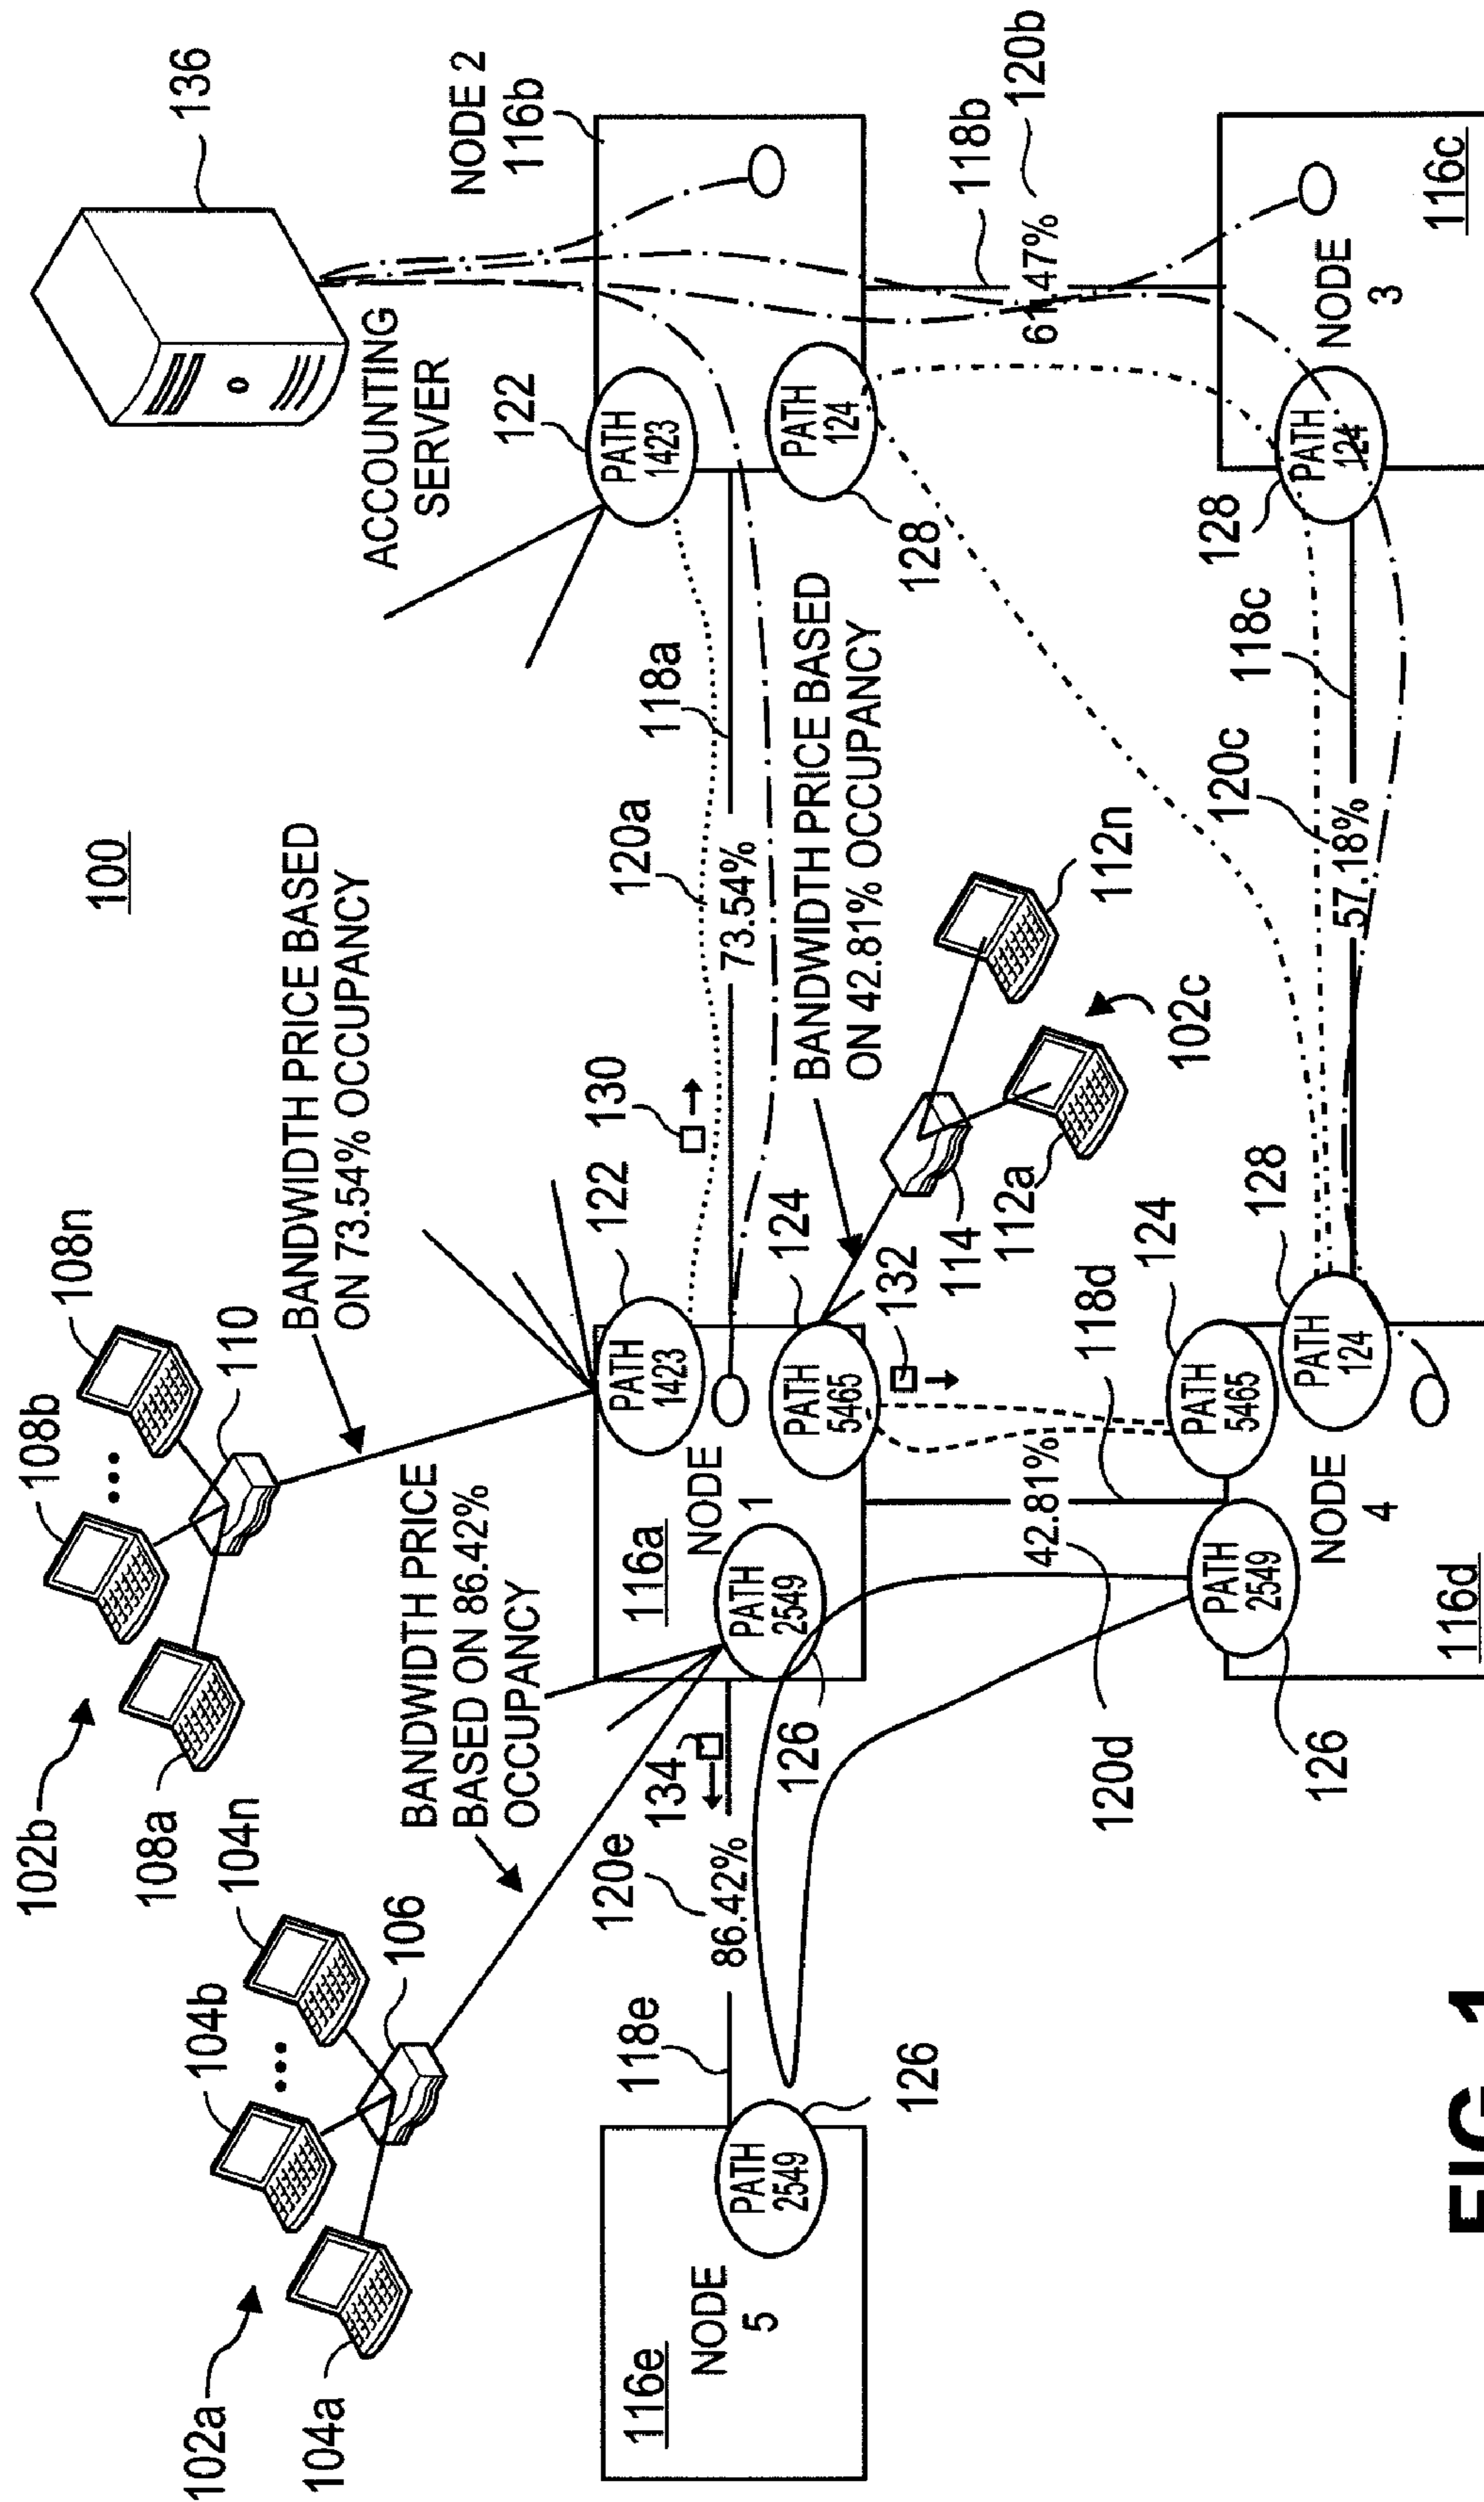 100
102b
108a
108b
108n
110
BANDWIDTH PRICE BASED
ON 73.54% OCCUPANCY
136
ACCOUNTING
SERVER
102a
104a
104b
104n
106
BANDWIDTH PRICE
BASED ON 86.42%
OCCUPANCY
NODE 2
116b
122
PATH
1423
PATH
124
128
116e
NODE
5
PATH
2549
126
118e
120e
86.42%
134
116a
NODE
1
PATH
2549
126
PATH
1423
122
PATH
5465
124
130
120a
118a
73.54%
BANDWIDTH PRICE BASED
ON 42.81% OCCUPANCY
132
114
112a
112n
102c
118b
120b
61.47%
120d
42.81%
118d
116d
NODE
4
PATH
2549
126
PATH
5465
124
PATH
124
128
120c
118c
57.18%
128
PATH
124
NODE
3
116c
FIG. 1